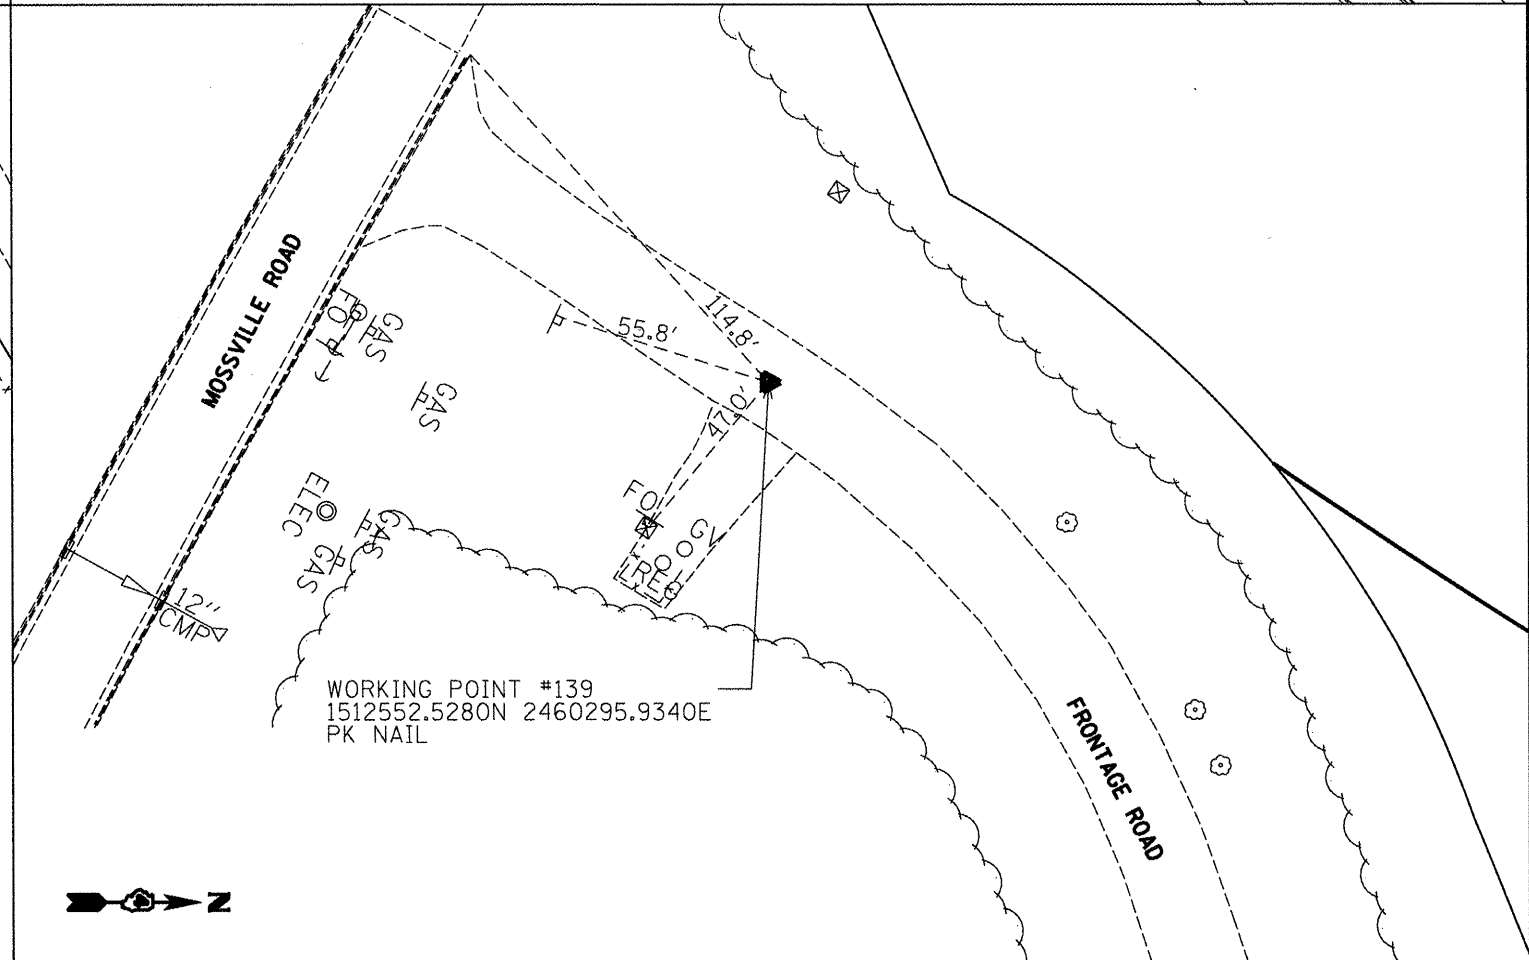 MOSSVILLE ROAD
FO
FO
GAS
GAS
55.8'
114.8'
47.0'
ELEC
GAS
GAS
FO
GV
REG
12''
CMP
WORKING POINT #139
1512552.5280N 2460295.9340E
PK NAIL
FRONTAGE ROAD
N